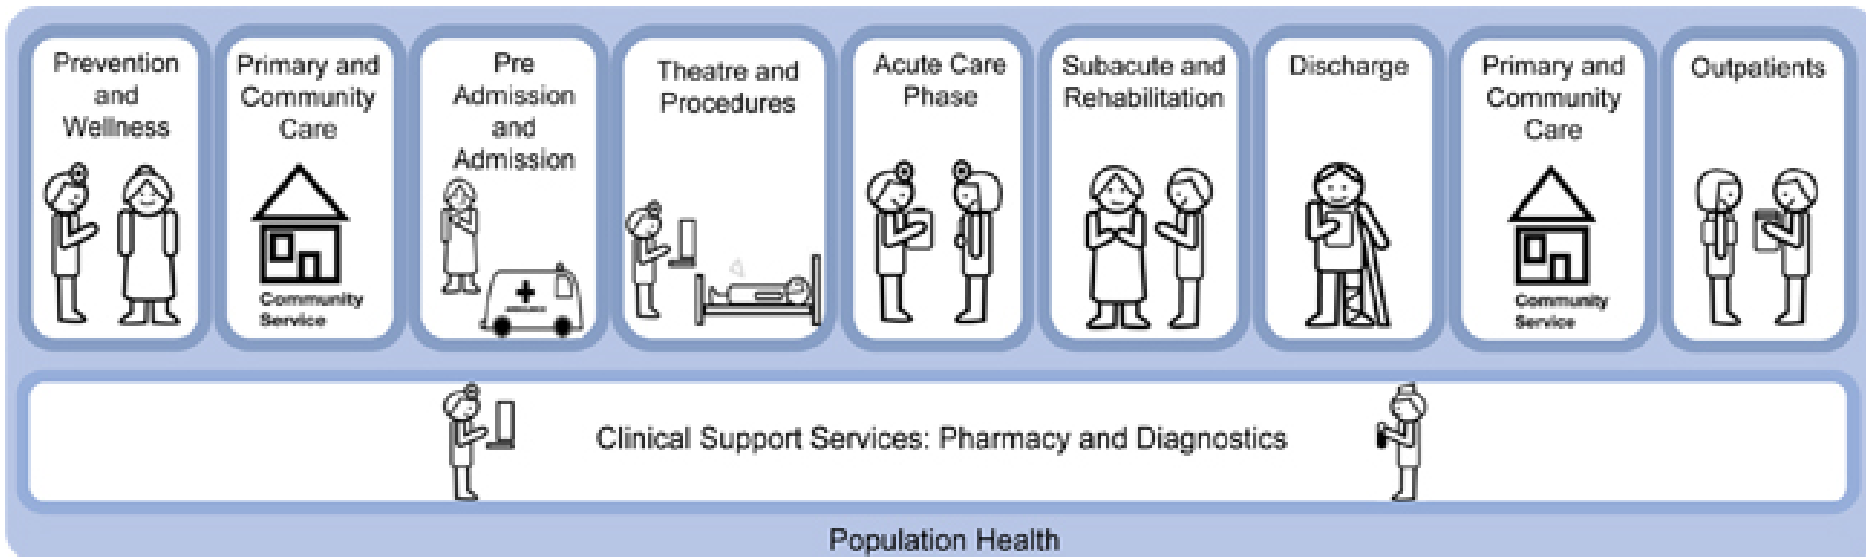 Prevention
and
Wellness
Primary and
Community
Care
Community
Service
Pre
Admission
and
Admission
AMBULANCE
Theatre and
Procedures
Acute Care
Phase
Subacute and
Rehabilitation
Discharge
Primary and
Community
Care
Community
Service
Outpatients
Clinical Support Services: Pharmacy and Diagnostics
Population Health